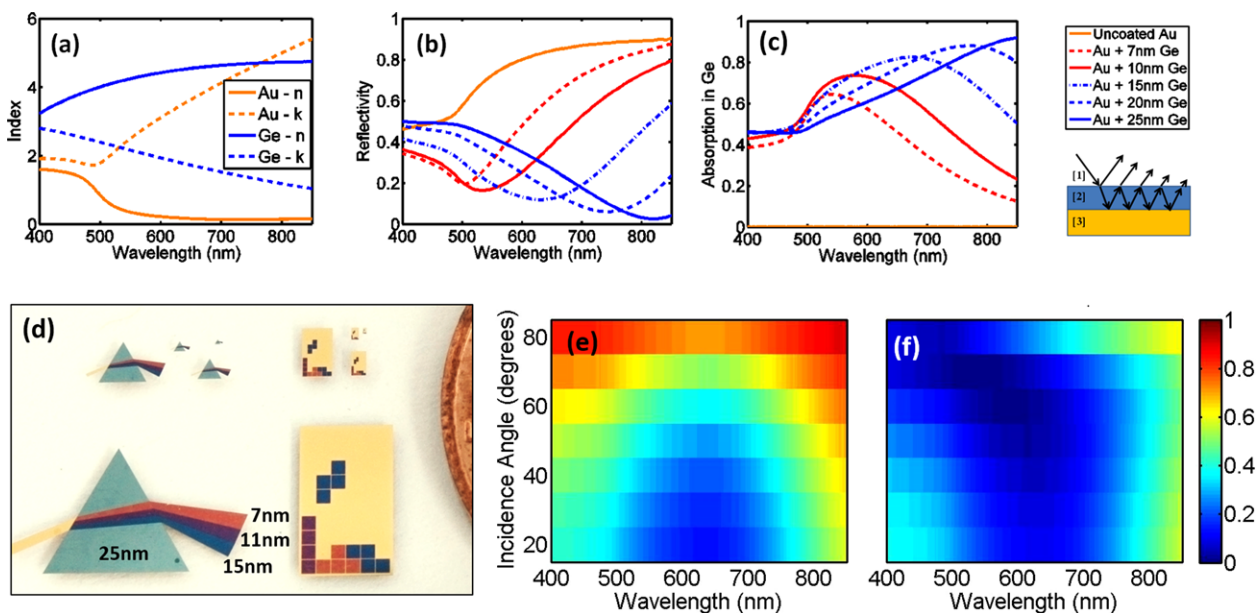 (a)
Index
6
4
2
0
400 500 600 700 800
Wavelength (nm)
Au - n
Au - k
Ge - n
Ge - k
(b)
Reflectivity
1
0.8
0.6
0.4
0.2
0
400 500 600 700 800
Wavelength (nm)
(c)
Absorption in Ge
1
0.8
0.6
0.4
0.2
0
400 500 600 700 800
Wavelength (nm)
Uncoated Au
Au + 7nm Ge
Au + 10nm Ge
Au + 15nm Ge
Au + 20nm Ge
Au + 25nm Ge
[1]
[2]
[3]
(d)
7nm
11nm
15nm
25nm
(e)
Incidence Angle (degrees)
80
60
40
20
400 500 600 700 800
Wavelength (nm)
(f)
400 500 600 700 800
Wavelength (nm)
1
0.8
0.6
0.4
0.2
0